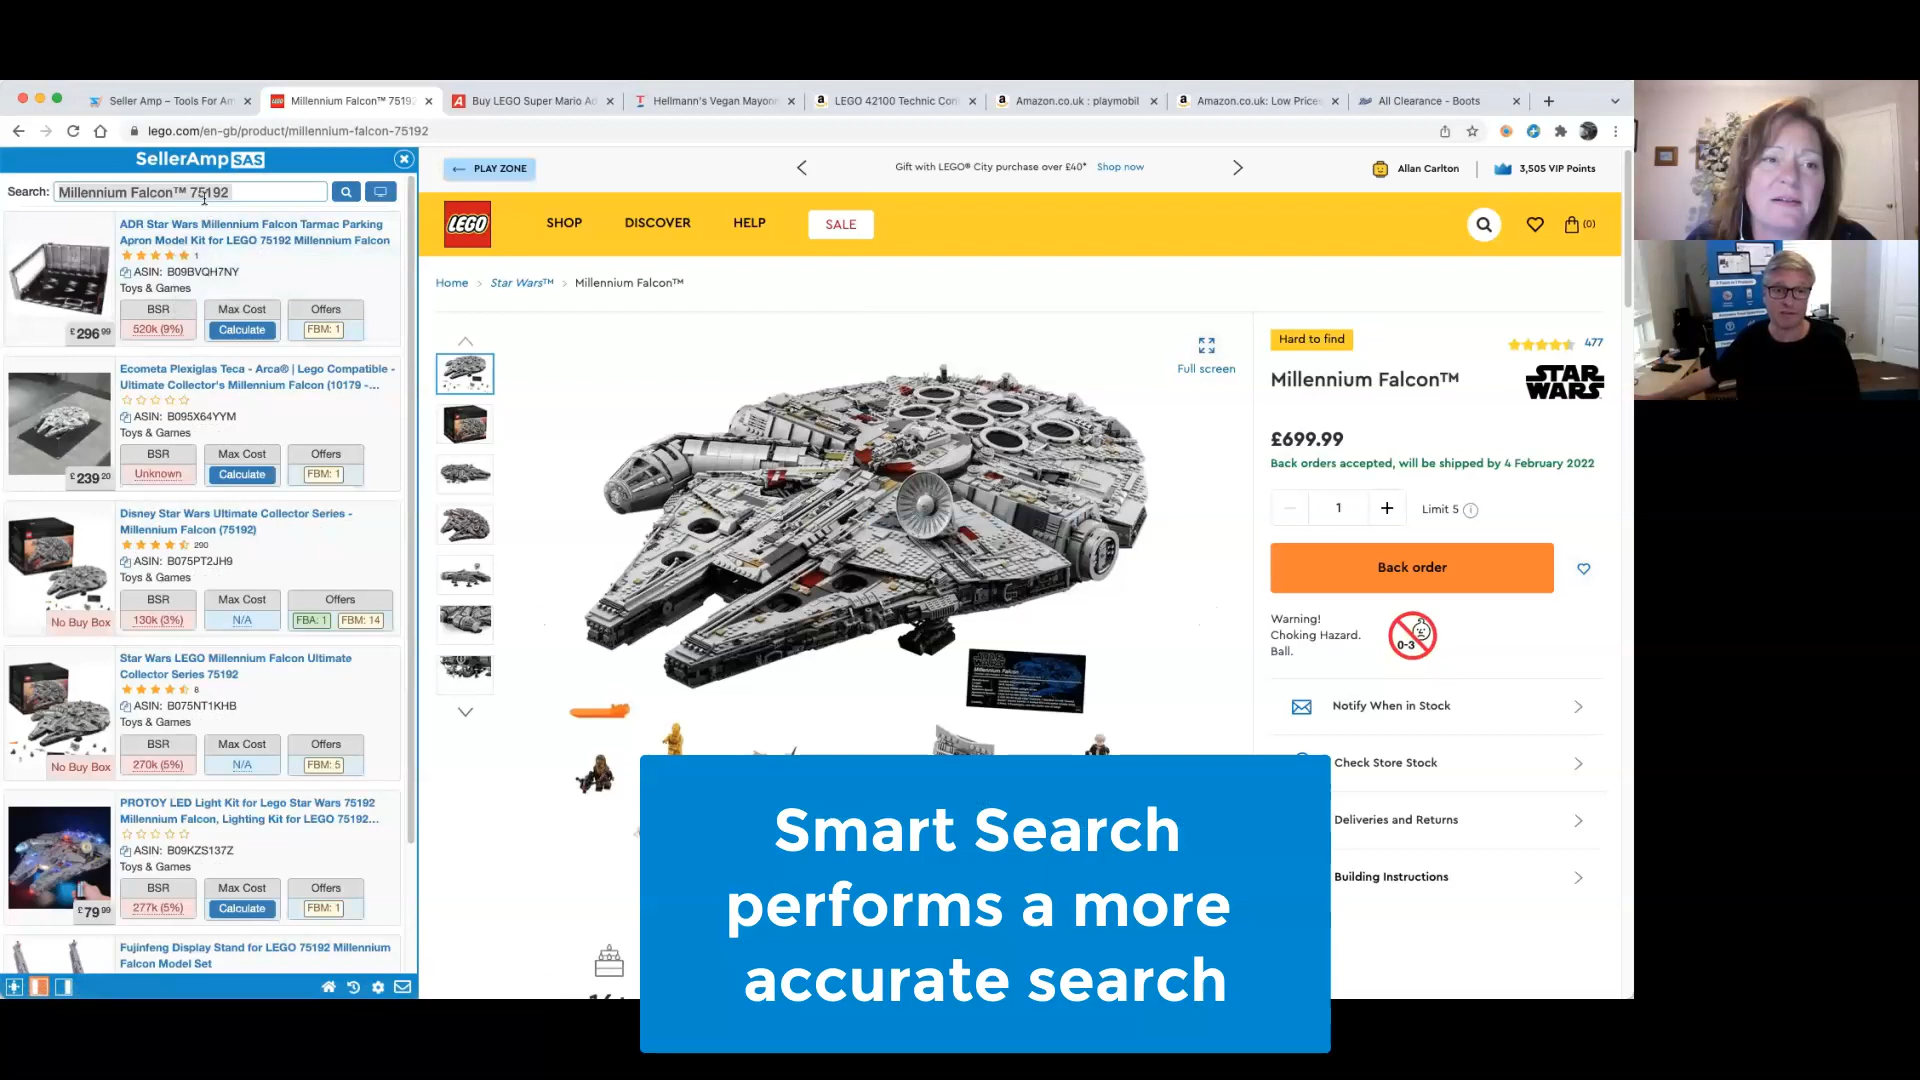 Seller Amp – Tools For Am
Millennium Falcon™ 75192
Buy LEGO Super Mario Ad
Hellmann's Vegan Mayonn
LEGO 42100 Technic Con
Amazon.co.uk : playmobil
Amazon.co.uk: Low Prices
All Clearance - Boots
lego.com/en-gb/product/millennium-falcon-75192
SellerAmp SAS
Search: Millennium Falcon™ 75192
ADR Star Wars Millennium Falcon Tarmac Parking
Apron Model Kit for LEGO 75192 Millennium Falcon
1
ASIN: B09BVQH7NY
Toys & Games
BSR Max Cost Offers
520k (9%) Calculate FBM: 1
£296.99
Ecometa Plexiglas Teca - Arca® | Lego Compatible -
Ultimate Collector's Millennium Falcon (10179 -...
ASIN: B095X64YYM
Toys & Games
BSR Max Cost Offers
Unknown Calculate FBM: 1
£239.20
Disney Star Wars Ultimate Collector Series -
Millennium Falcon (75192)
290
ASIN: B075PT2JH9
Toys & Games
BSR Max Cost Offers
No Buy Box 130k (3%) N/A FBA: 1 FBM: 14
Star Wars LEGO Millennium Falcon Ultimate
Collector Series 75192
8
ASIN: B075NT1KHB
Toys & Games
BSR Max Cost Offers
No Buy Box 270k (5%) N/A FBM: 5
PROTOY LED Light Kit for Lego Star Wars 75192
Millennium Falcon, Lighting Kit for LEGO 75192...
ASIN: B09KZS137Z
Toys & Games
BSR Max Cost Offers
£79.99 277k (5%) Calculate FBM: 1
Fujinfeng Display Stand for LEGO 75192 Millennium
Falcon Model Set
PLAY ZONE
Gift with LEGO® City purchase over £40* Shop now
Allan Carlton
3,505 VIP Points
LEGO
SHOP
DISCOVER
HELP
SALE
(0)
Home > Star Wars™ > Millennium Falcon™
Full screen
Hard to find
477
Millennium Falcon™
STAR WARS
£699.99
Back orders accepted, will be shipped by 4 February 2022
1
Limit 5
Back order
Warning!
Choking Hazard.
Ball.
0-3
Notify When in Stock
Check Store Stock
Deliveries and Returns
Building Instructions
Smart Search
performs a more
accurate search